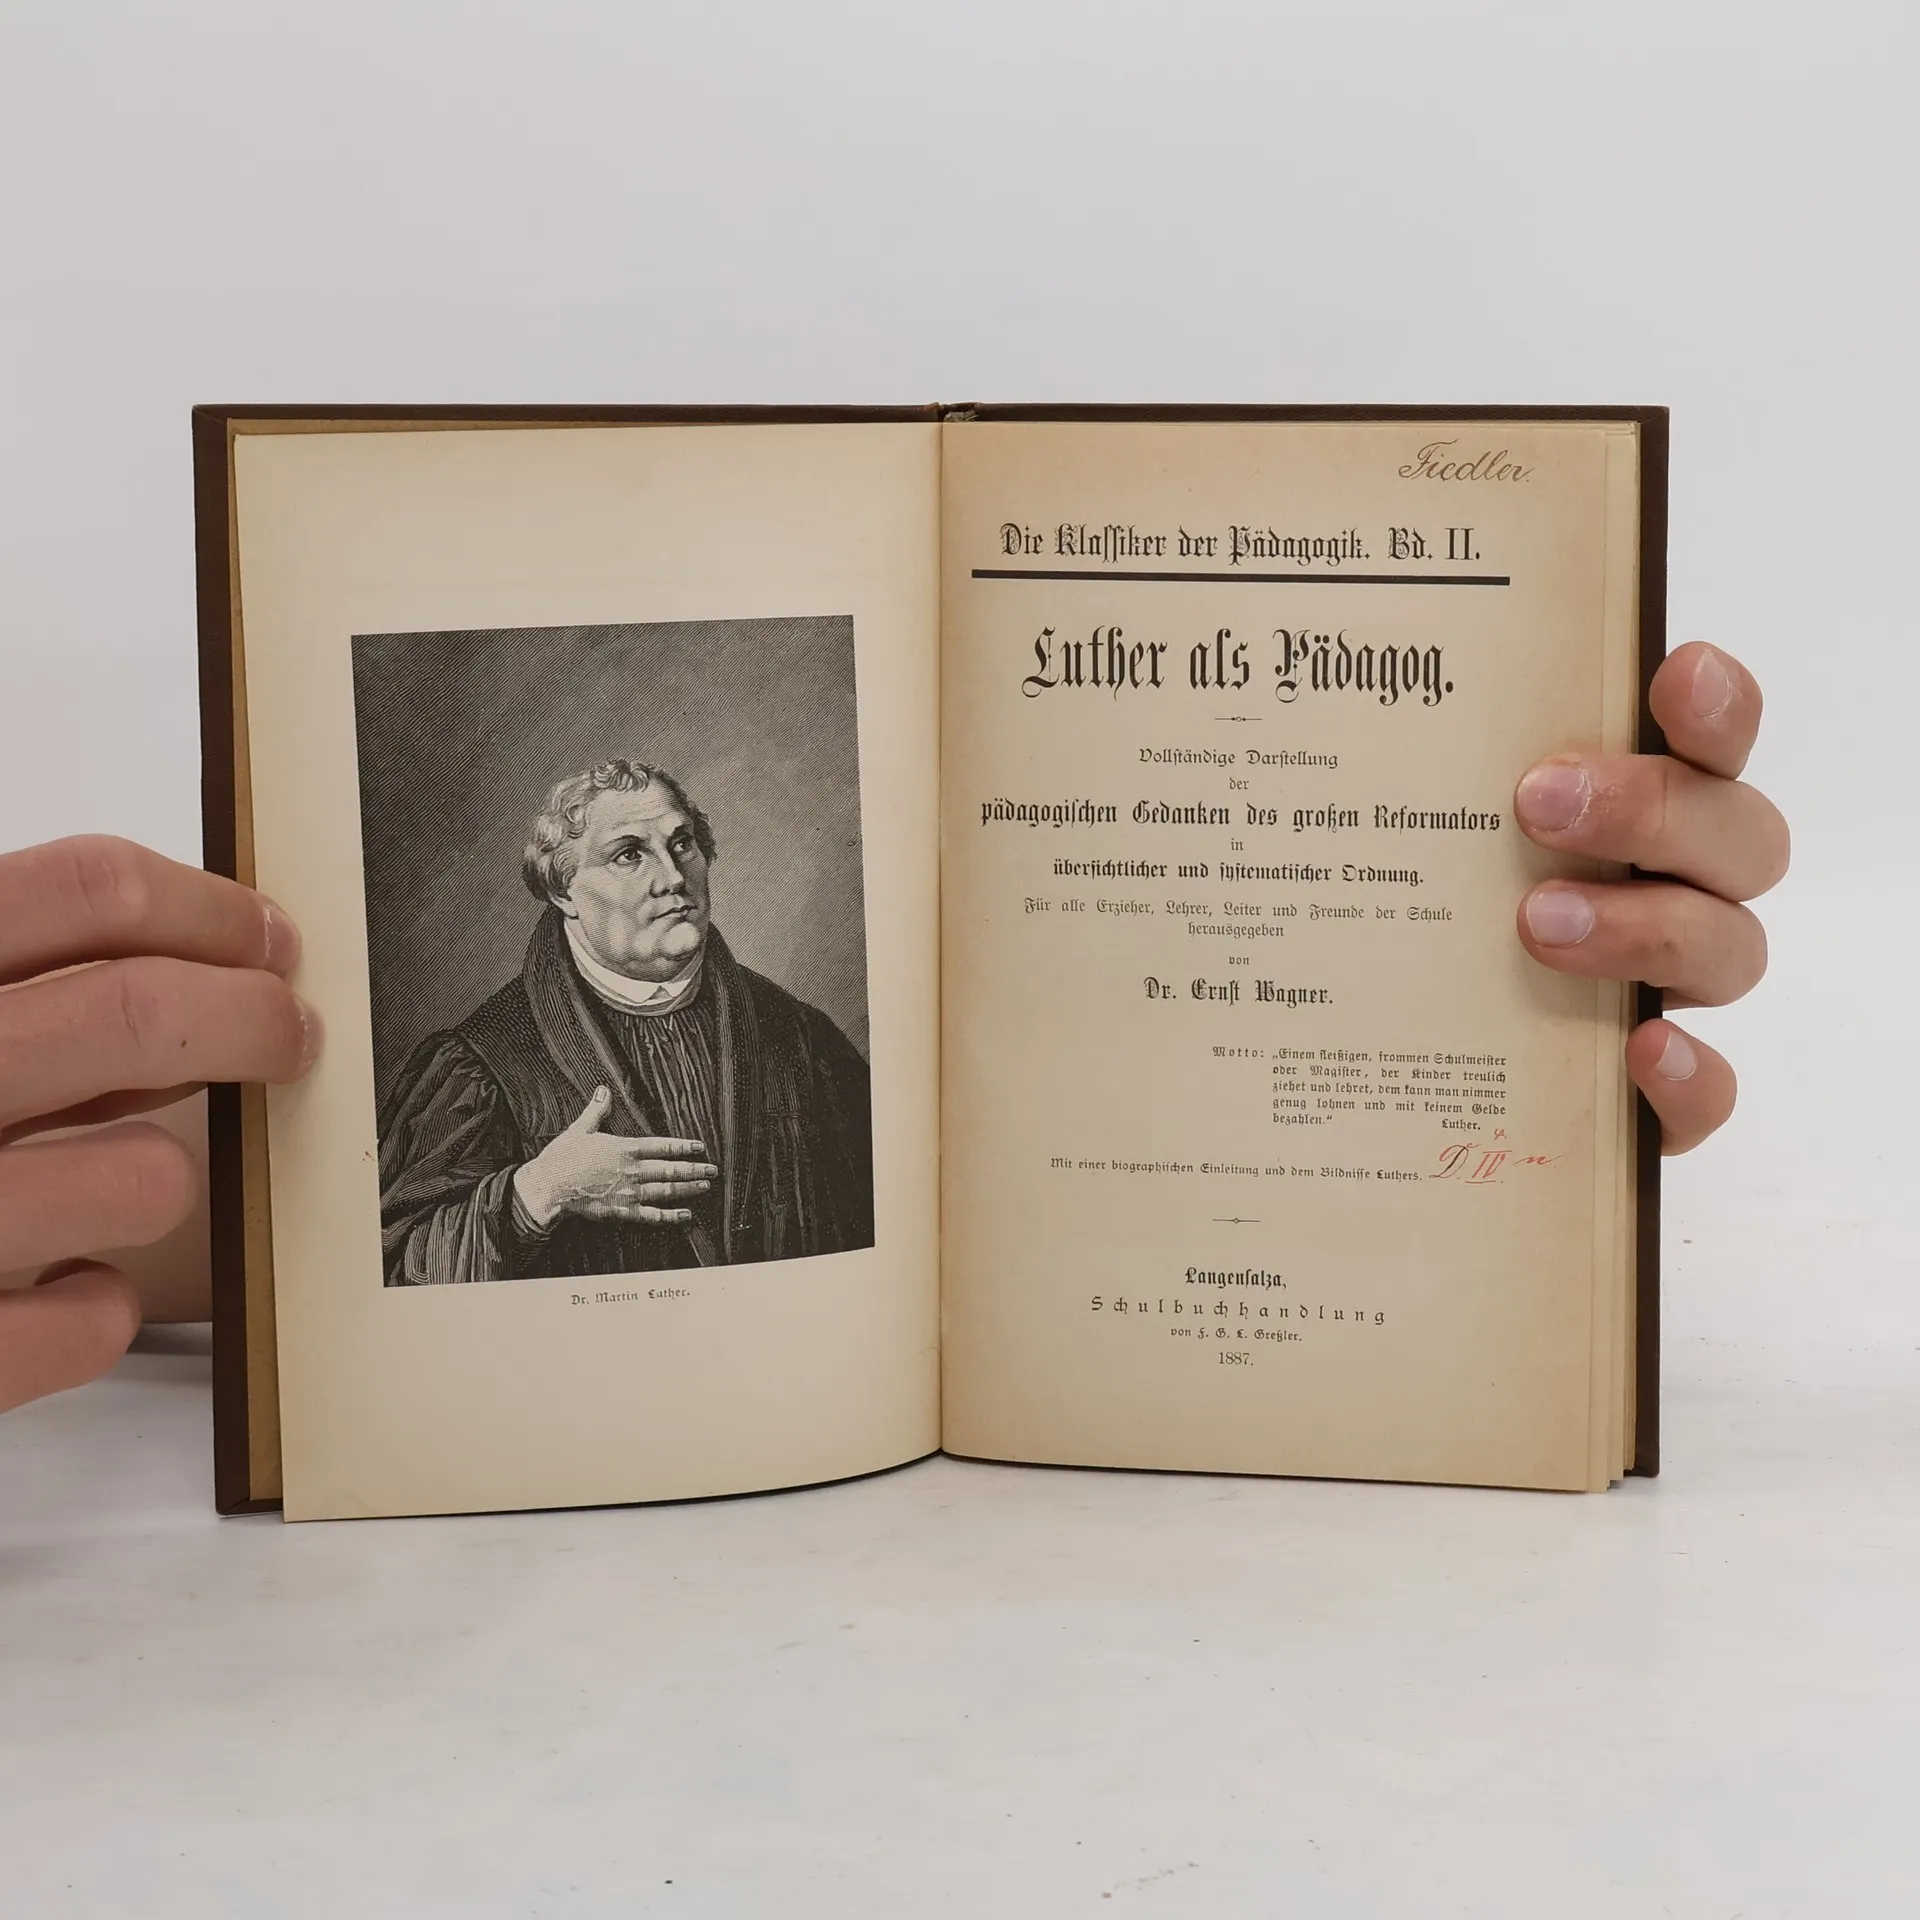 Dr. Martin Luther.
Fiedler.
Die Klassiker der Pädagogik. Bd. II.
Luther als Pädagog.
Vollständige Darstellung
der
pädagogischen Gedanken des großen Reformators
in
übersichtlicher und systematischer Ordnung.
Für alle Erzieher, Lehrer, Leiter und Freunde der Schule
herausgegeben
von
Dr. Ernst Wagner.
Motto: „Einem fleißigen, frommen Schulmeister
oder Magister, der Kinder treulich
ziehet und lehret, dem kann man nimmer
genug lohnen und mit keinem Gelde
bezahlen.“ Luther.
Mit einer biographischen Einleitung und dem Bildnisse Luthers.
D. IV
Langensalza,
Schulbuchhandlung
von F. G. L. Greßler.
1887.